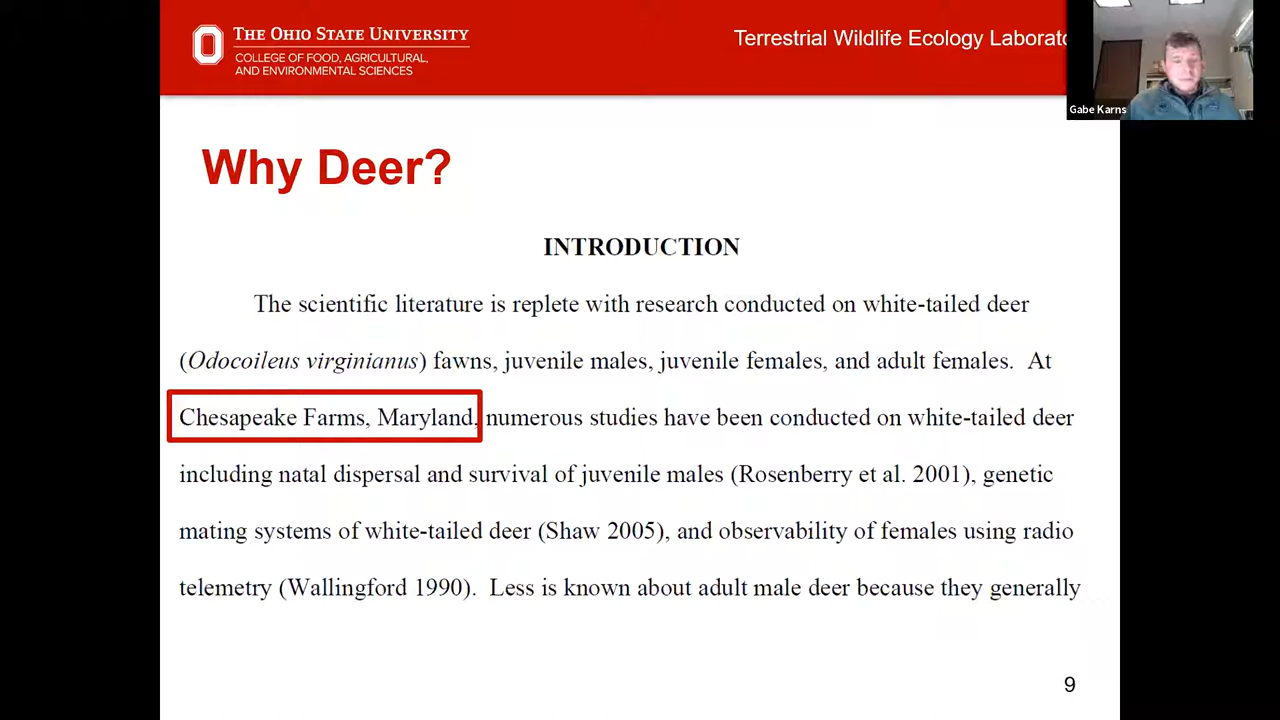 THE OHIO STATE UNIVERSITY
COLLEGE OF FOOD, AGRICULTURAL,
AND ENVIRONMENTAL SCIENCES
Terrestrial Wildlife Ecology Laborato
Gabe Karns
Why Deer?
INTRODUCTION
The scientific literature is replete with research conducted on white-tailed deer
(Odocoileus virginianus) fawns, juvenile males, juvenile females, and adult females. At
Chesapeake Farms, Maryland, numerous studies have been conducted on white-tailed deer
including natal dispersal and survival of juvenile males (Rosenberry et al. 2001), genetic
mating systems of white-tailed deer (Shaw 2005), and observability of females using radio
telemetry (Wallingford 1990). Less is known about adult male deer because they generally
9